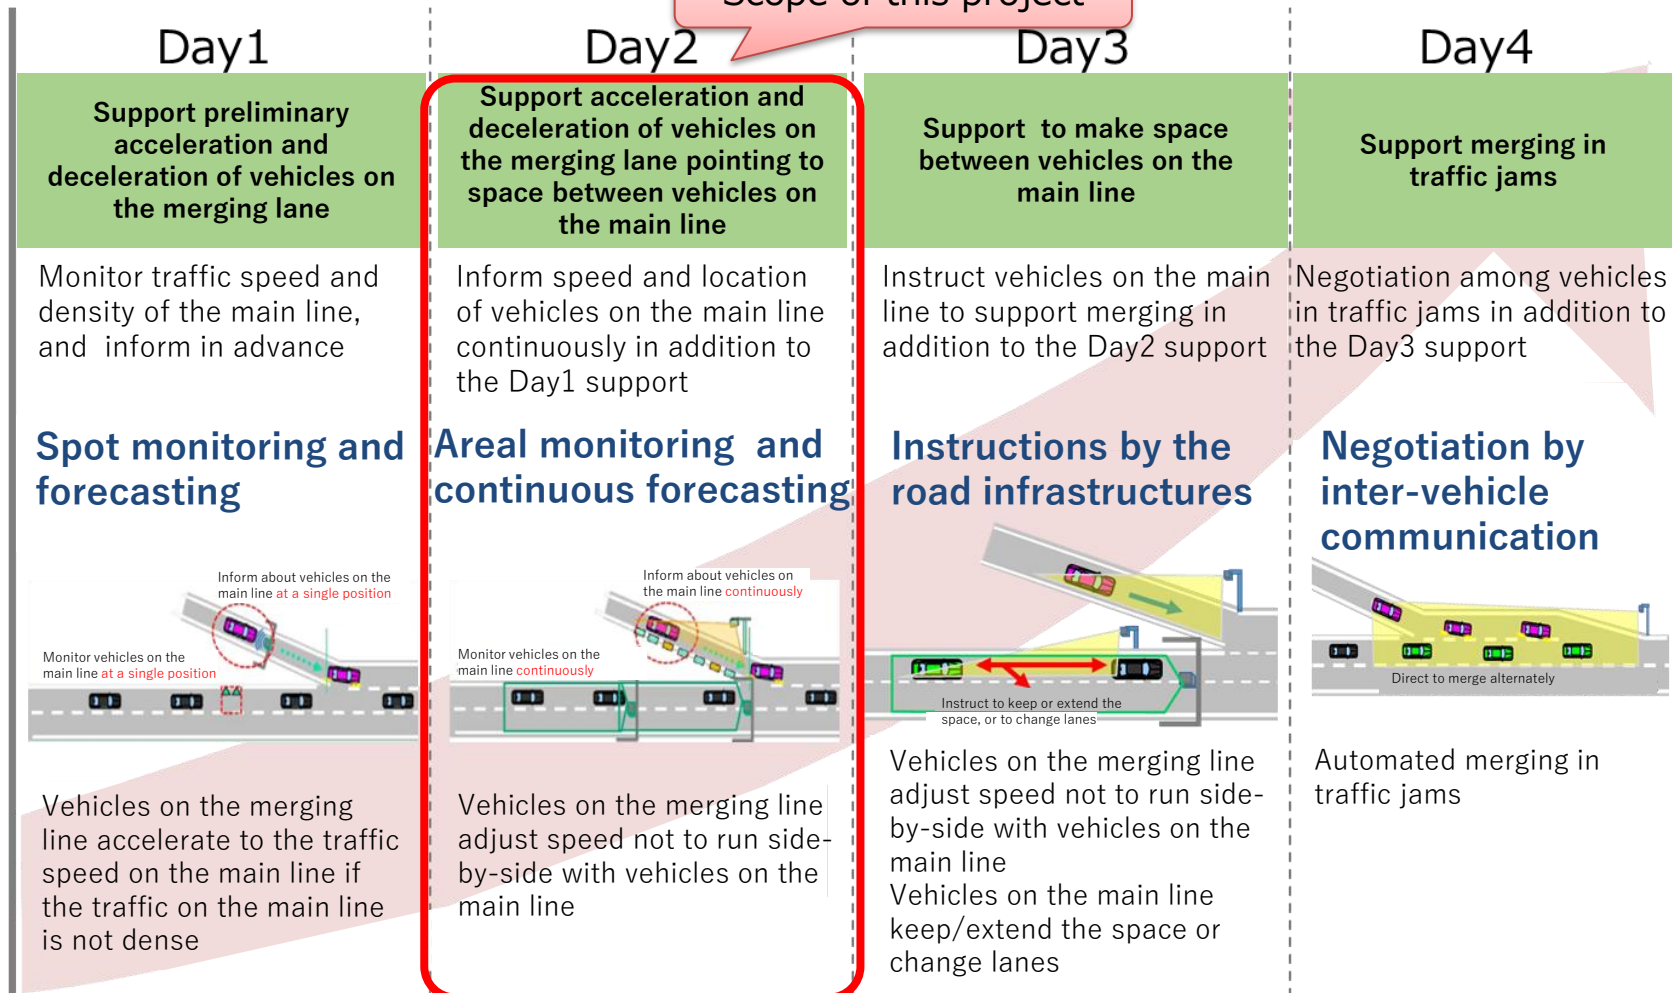 Scope of this project
Day1
Support preliminary
acceleration and
deceleration of vehicles on
the merging lane
Monitor traffic speed and
density of the main line,
and inform in advance
Spot monitoring and
forecasting
Inform about vehicles on the
main line at a single position
Monitor vehicles on the
main line at a single position
Vehicles on the merging
line accelerate to the traffic
speed on the main line if
the traffic on the main line
is not dense
Day2
Support acceleration and
deceleration of vehicles on
the merging lane pointing to
space between vehicles on
the main line
Inform speed and location
of vehicles on the main line
continuously in addition to
the Day1 support
Areal monitoring and
continuous forecasting
Inform about vehicles on
the main line continuously
Monitor vehicles on the
main line continuously
Vehicles on the merging line
adjust speed not to run side-
by-side with vehicles on the
main line
Day3
Support to make space
between vehicles on the
main line
Instruct vehicles on the main
line to support merging in
addition to the Day2 support
Instructions by the
road infrastructures
Instruct to keep or extend the
space, or to change lanes
Vehicles on the merging line
adjust speed not to run side-
by-side with vehicles on the
main line
Vehicles on the main line
keep/extend the space or
change lanes
Day4
Support merging in
traffic jams
Negotiation among vehicles
in traffic jams in addition to
the Day3 support
Negotiation by
inter-vehicle
communication
Direct to merge alternately
Automated merging in
traffic jams